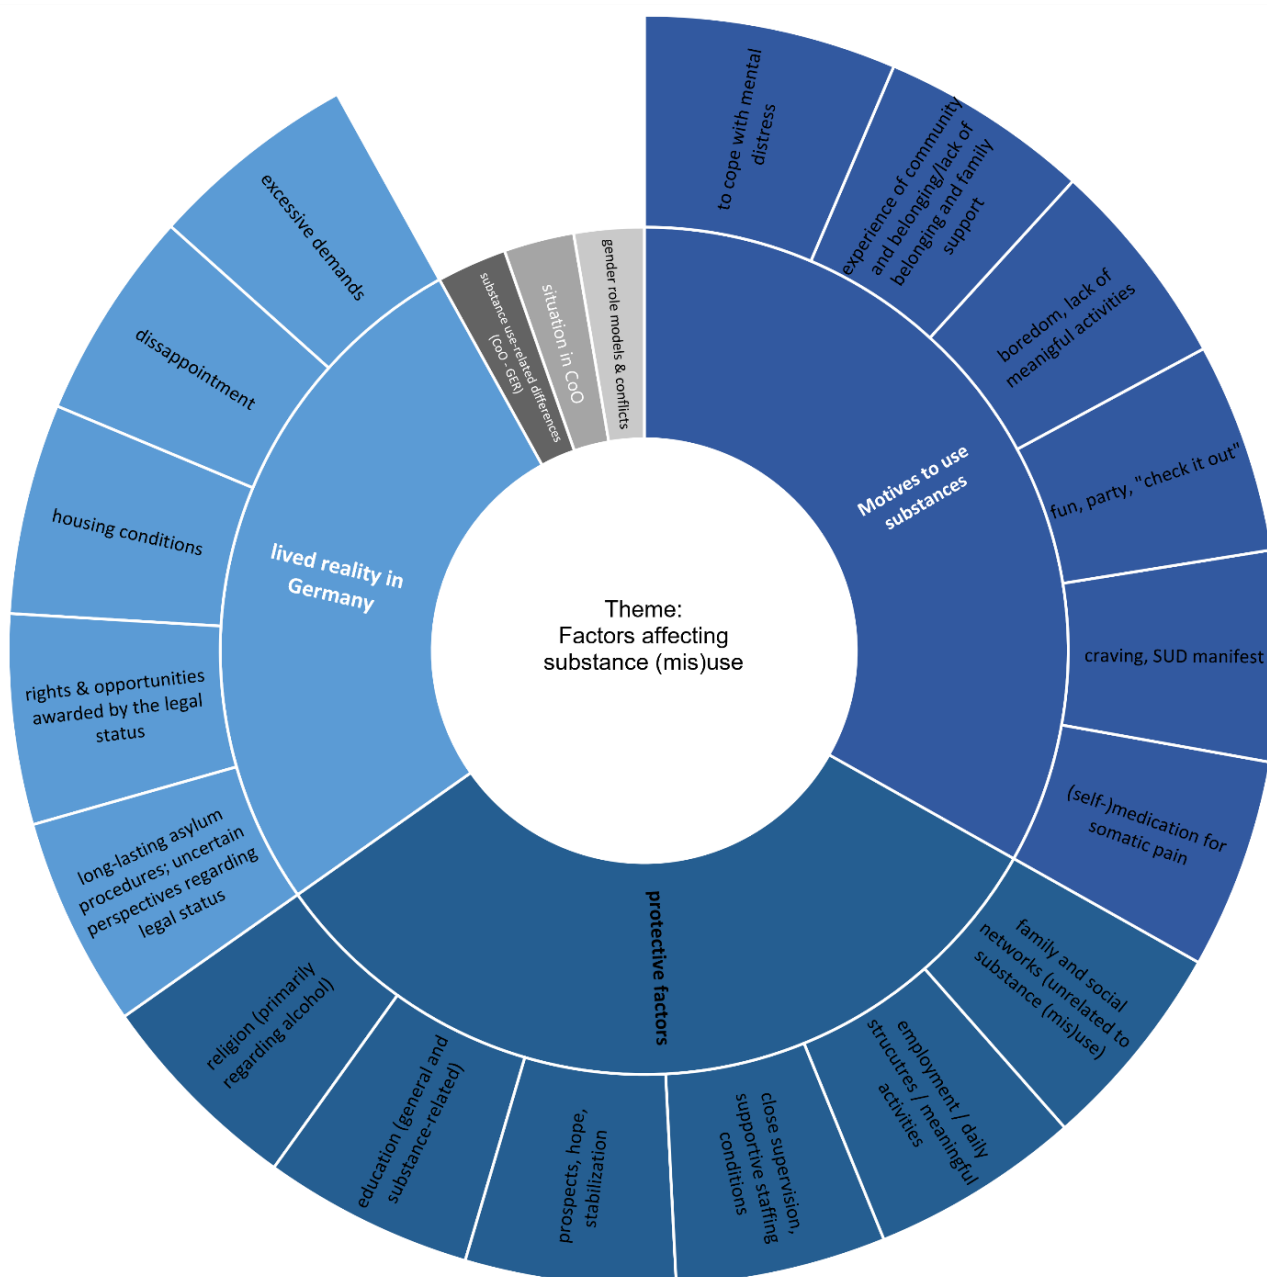 Theme:
Factors affecting
substance (mis)use
Motives to use
substances
to cope with mental
distress
experience of community
and belonging/lack of
belonging and family
support
boredom, lack of
meanigful activities
fun, party, "check it out"
craving, SUD manifest
(self-)medication for
somatic pain
protective factors
family and social
networks (unrelated to
substance (mis)use)
employment / daily
strucutres / meaningful
activities
close supervision,
supportive staffing
conditions
prospects, hope,
stabilization
education (general and
substance-related)
religion (primarily
regarding alcohol)
lived reality in
Germany
long-lasting asylum
procedures; uncertain
perspectives regarding
legal status
rights & opportunities
awarded by the legal
status
housing conditions
dissappointment
excessive demands
substance use-related differences
(CoO - GER)
situation in CoO
gender role models & conflicts